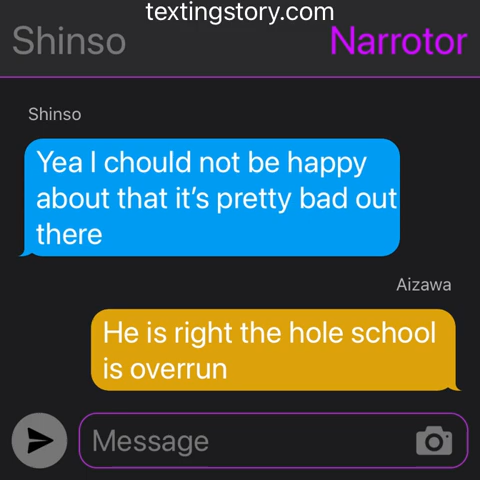 textingstory.com
Shinso
Narrotor
Shinso
Yea I chould not be happy
about that it’s pretty bad out
there
Aizawa
He is right the hole school
is overrun
Message